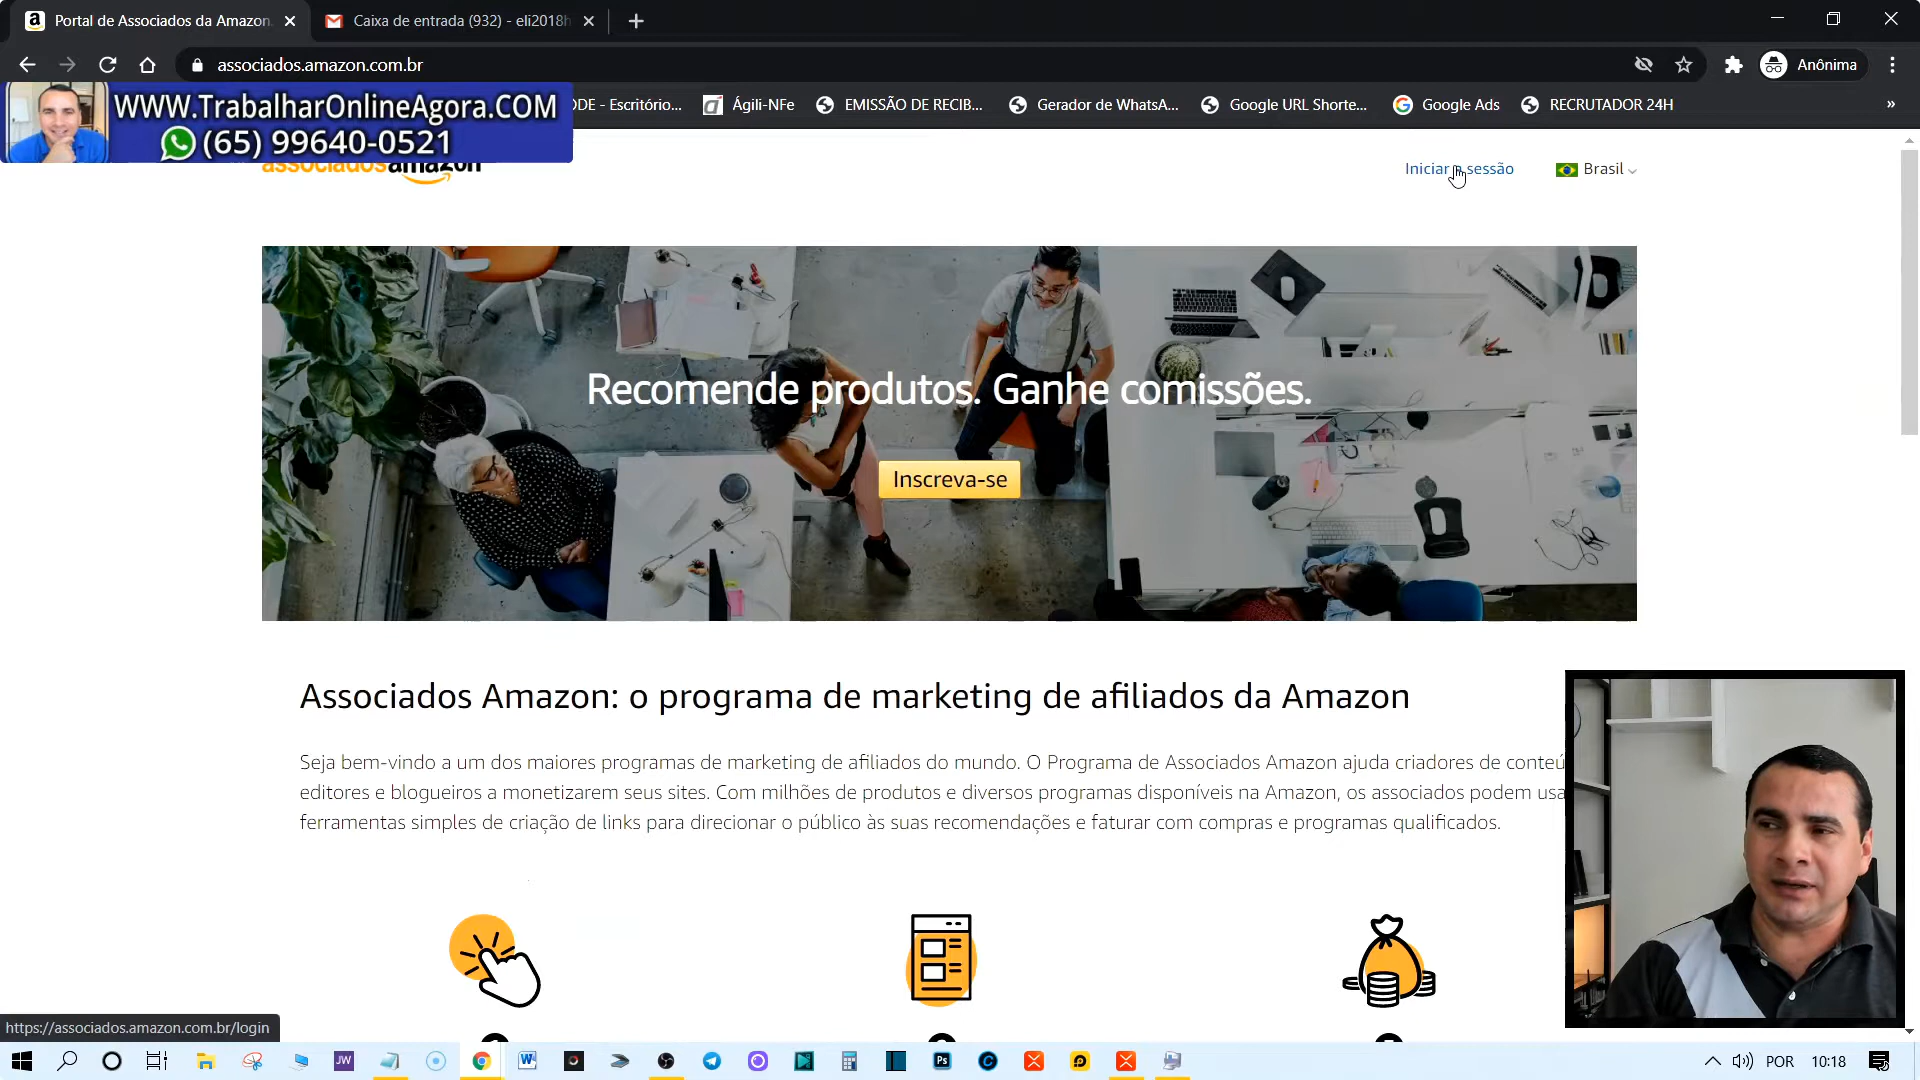 Portal de Associados da Amazon
Caixa de entrada (932) - eli2018h
associados.amazon.com.br
Anônima
WWW.TrabalharOnlineAgora.COM
(65) 99640-0521
ODE - Escritório...
Ágili-NFe
EMISSÃO DE RECIB...
Gerador de WhatsA...
Google URL Shorte...
Google Ads
RECRUTADOR 24H
»
associadosamazon
Iniciar a sessão
Brasil
Recomende produtos. Ganhe comissões.
Inscreva-se
Associados Amazon: o programa de marketing de afiliados da Amazon
Seja bem-vindo a um dos maiores programas de marketing de afiliados do mundo. O Programa de Associados Amazon ajuda criadores de conteú
editores e blogueiros a monetizarem seus sites. Com milhões de produtos e diversos programas disponíveis na Amazon, os associados podem usa
ferramentas simples de criação de links para direcionar o público às suas recomendações e faturar com compras e programas qualificados.
https://associados.amazon.com.br/login
JW
Ps
POR
10:18